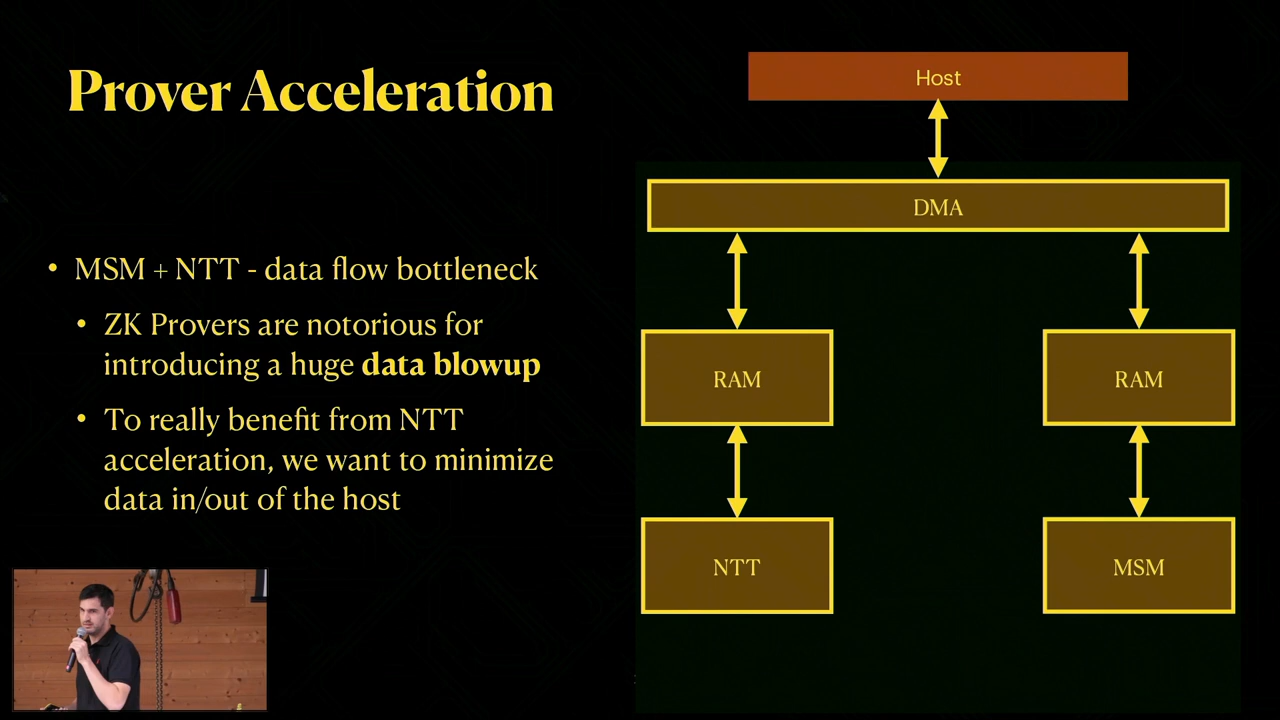 Prover Acceleration
• MSM + NTT - data flow bottleneck
• ZK Provers are notorious for
introducing a huge data blowup
• To really benefit from NTT
acceleration, we want to minimize
data in/out of the host
Host
DMA
RAM
RAM
NTT
MSM